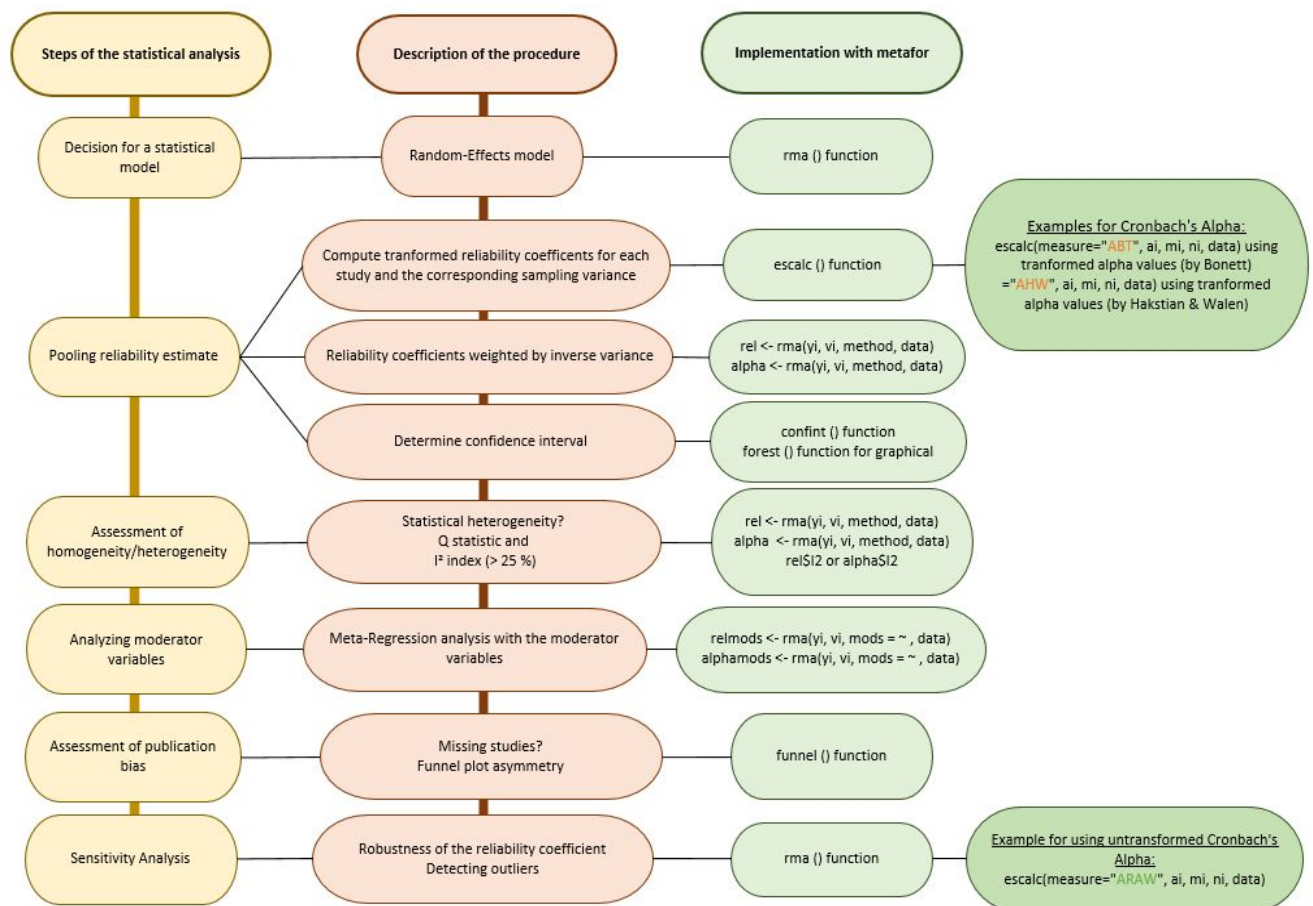 Steps of the statistical analysis
Description of the procedure
Implementation with metafor
Decision for a statistical
model
Random-Effects model
rma () function
Compute tranformed reliability coefficents for each
study and the corresponding sampling variance
escalc () function
Examples for Cronbach's Alpha:
escalc(measure="ABT", ai, mi, ni, data) using
tranformed alpha values (by Bonett)
="AHW", ai, mi, ni, data) using tranformed
alpha values (by Hakstian & Walen)
Pooling reliability estimate
Reliability coefficients weighted by inverse variance
rel <- rma(yi, vi, method, data)
alpha <- rma(yi, vi, method, data)
Determine confidence interval
confint () function
forest () function for graphical
Assessment of
homogeneity/heterogeneity
Statistical heterogeneity?
Q statistic and
I² index (> 25 %)
rel <- rma(yi, vi, method, data)
alpha <- rma(yi, vi, method, data)
rel$I2 or alpha$I2
Analyzing moderator
variables
Meta-Regression analysis with the moderator
variables
relmods <- rma(yi, vi, mods = ~ , data)
alphamods <- rma(yi, vi, mods = ~ , data)
Assessment of publication
bias
Missing studies?
Funnel plot asymmetry
funnel () function
Sensitivity Analysis
Robustness of the reliability coefficient
Detecting outliers
rma () function
Example for using untransformed Cronbach's
Alpha:
escalc(measure="ARAW", ai, mi, ni, data)